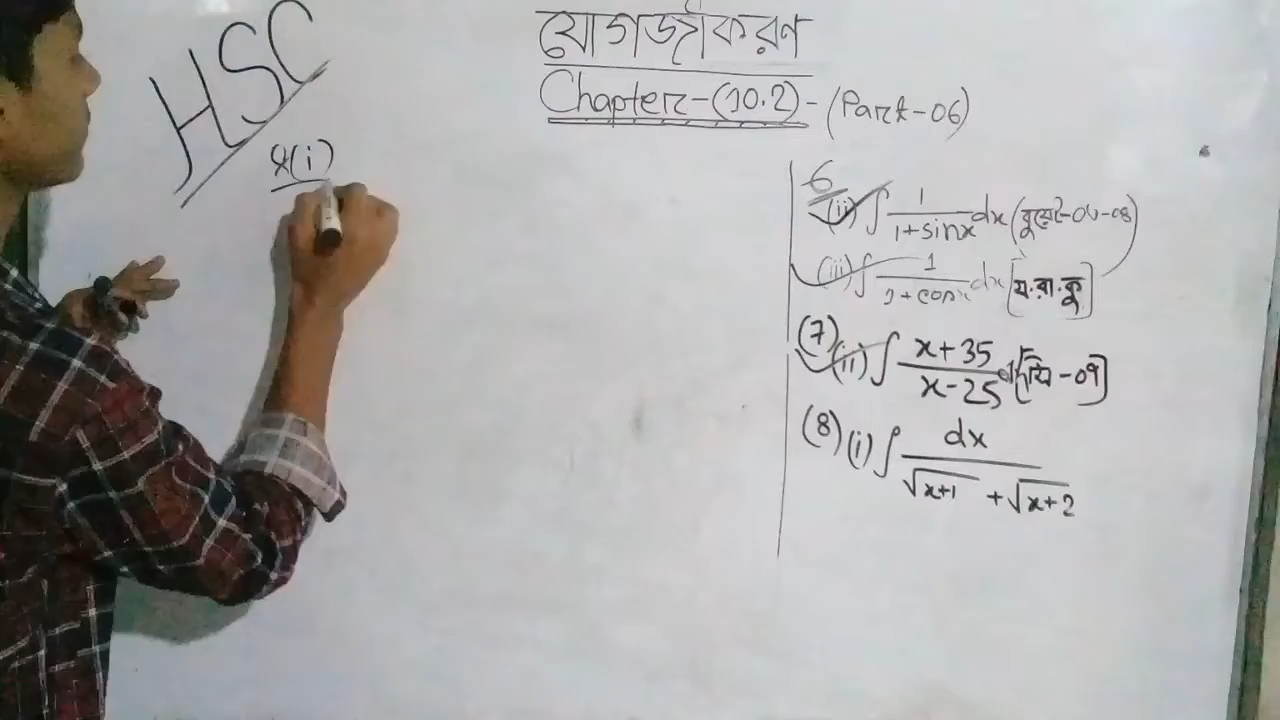 HSC
যোগজীকরণ
Chapter-(10.2)-(Part-06)
8(i)
6
(ii) ∫ 1/(1+sinx) dx (বুয়েট-08)
(iii) ∫ 1/(1+cosx) dx [য.রা.কু]
(7)
(ii) ∫ (x+35)/(x-25) -09]
(8) (i) ∫ dx/(√x+1 + √x+2)